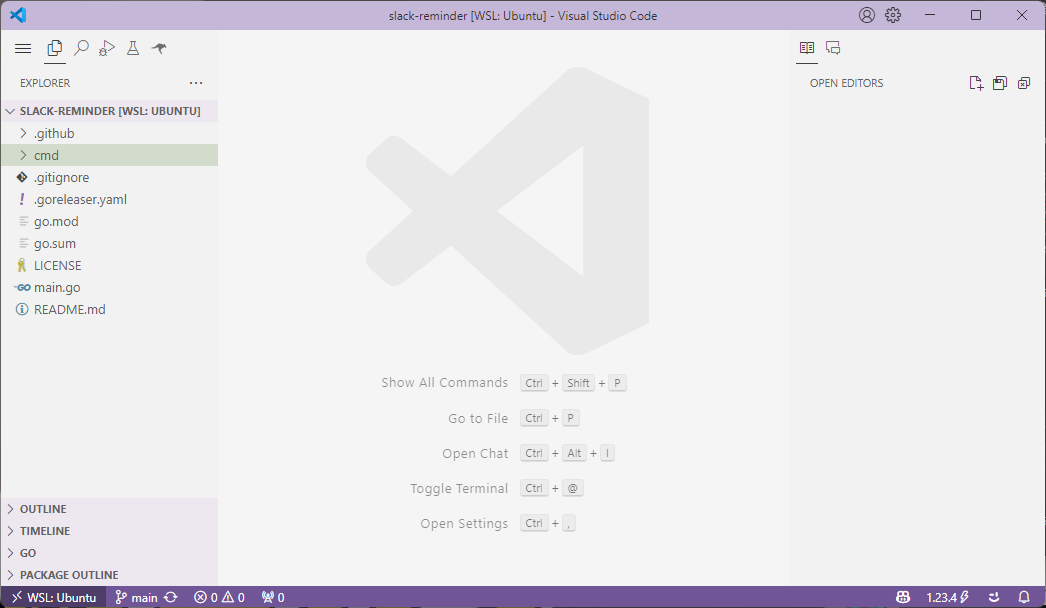 slack-reminder [WSL: Ubuntu] - Visual Studio Code
EXPLORER
SLACK-REMINDER [WSL: UBUNTU]
.github
cmd
.gitignore
.goreleaser.yaml
go.mod
go.sum
LICENSE
GO main.go
README.md
OUTLINE
TIMELINE
GO
PACKAGE OUTLINE
Show All Commands Ctrl + Shift + P
Go to File Ctrl + P
Open Chat Ctrl + Alt + I
Toggle Terminal Ctrl + @
Open Settings Ctrl + ,
OPEN EDITORS
WSL: Ubuntu main 0 0 0 1.23.4